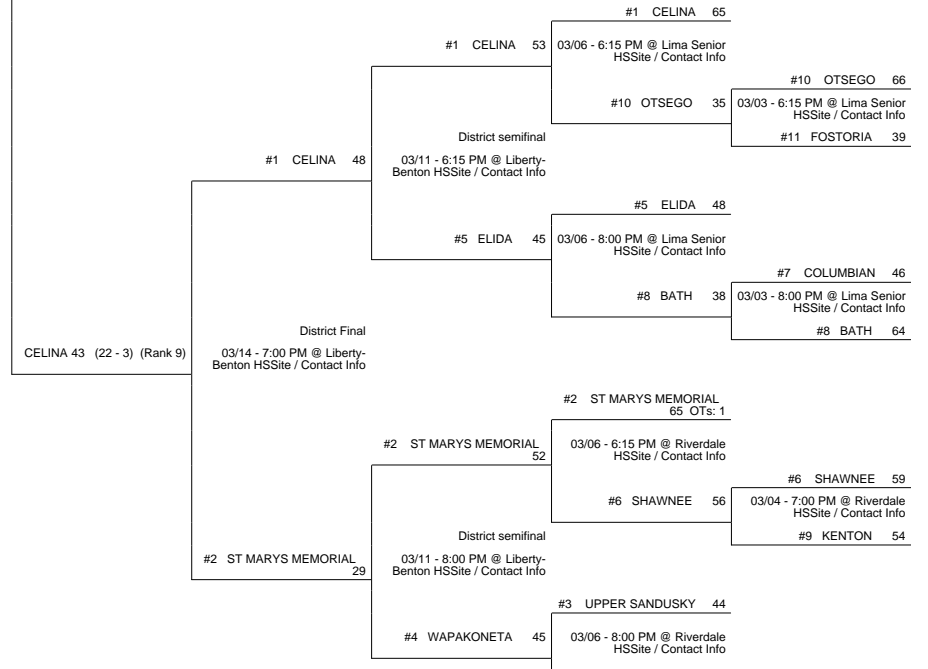 #1 CELINA 65
#1 CELINA 53
03/06 - 6:15 PM @ Lima Senior
HSSite / Contact Info
#10 OTSEGO 66
#10 OTSEGO 35
03/03 - 6:15 PM @ Lima Senior
HSSite / Contact Info
#11 FOSTORIA 39
District semifinal
#1 CELINA 48
03/11 - 6:15 PM @ Liberty-
Benton HSSite / Contact Info
#5 ELIDA 48
#5 ELIDA 45
03/06 - 8:00 PM @ Lima Senior
HSSite / Contact Info
#7 COLUMBIAN 46
#8 BATH 38
03/03 - 8:00 PM @ Lima Senior
HSSite / Contact Info
#8 BATH 64
District Final
CELINA 43 (22 - 3) (Rank 9)
03/14 - 7:00 PM @ Liberty-
Benton HSSite / Contact Info
#2 ST MARYS MEMORIAL
65 OTs: 1
#2 ST MARYS MEMORIAL
52
03/06 - 6:15 PM @ Riverdale
HSSite / Contact Info
#6 SHAWNEE 59
#6 SHAWNEE 56
03/04 - 7:00 PM @ Riverdale
HSSite / Contact Info
#9 KENTON 54
District semifinal
#2 ST MARYS MEMORIAL
29
03/11 - 8:00 PM @ Liberty-
Benton HSSite / Contact Info
#3 UPPER SANDUSKY 44
#4 WAPAKONETA 45
03/06 - 8:00 PM @ Riverdale
HSSite / Contact Info